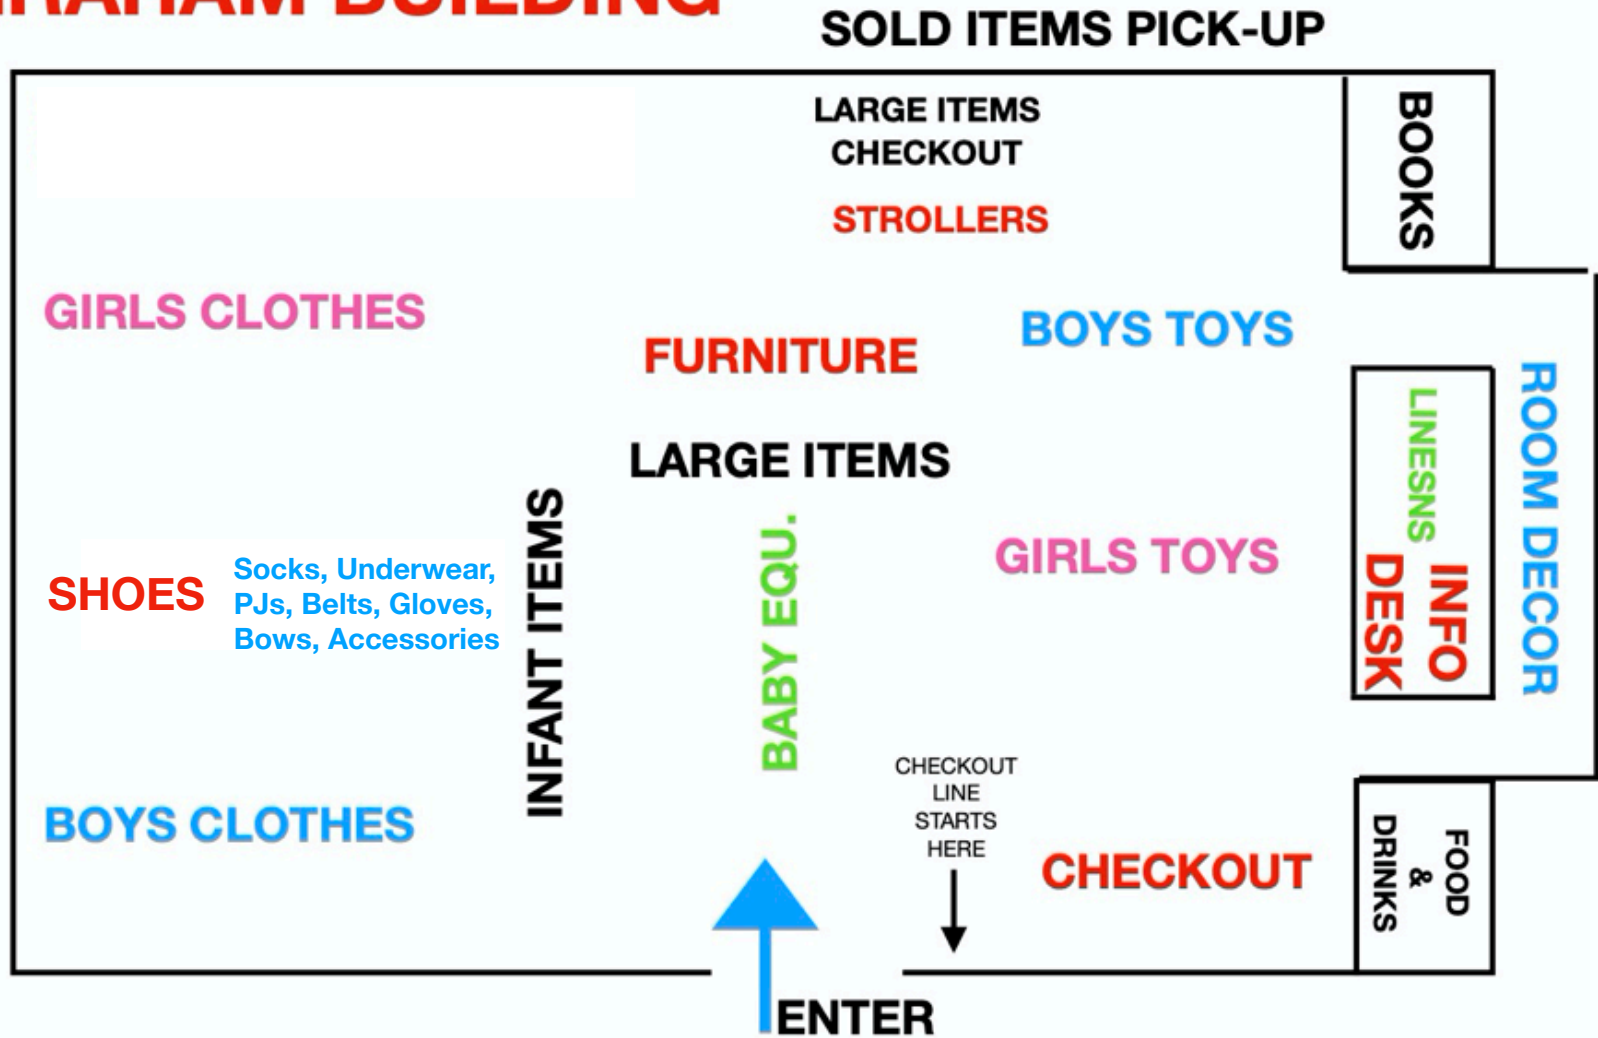 BUILDING
SOLD ITEMS PICK-UP
LARGE ITEMS
CHECKOUT
STROLLERS
BOOKS
GIRLS CLOTHES
FURNITURE
BOYS TOYS
LARGE ITEMS
LINESNS
ROOM DECOR
INFANT ITEMS
BABY EQU.
GIRLS TOYS
SHOES
Socks, Underwear,
PJs, Belts, Gloves,
Bows, Accessories
INFO
DESK
BOYS CLOTHES
CHECKOUT
LINE
STARTS
HERE
CHECKOUT
FOOD
&
DRINKS
ENTER